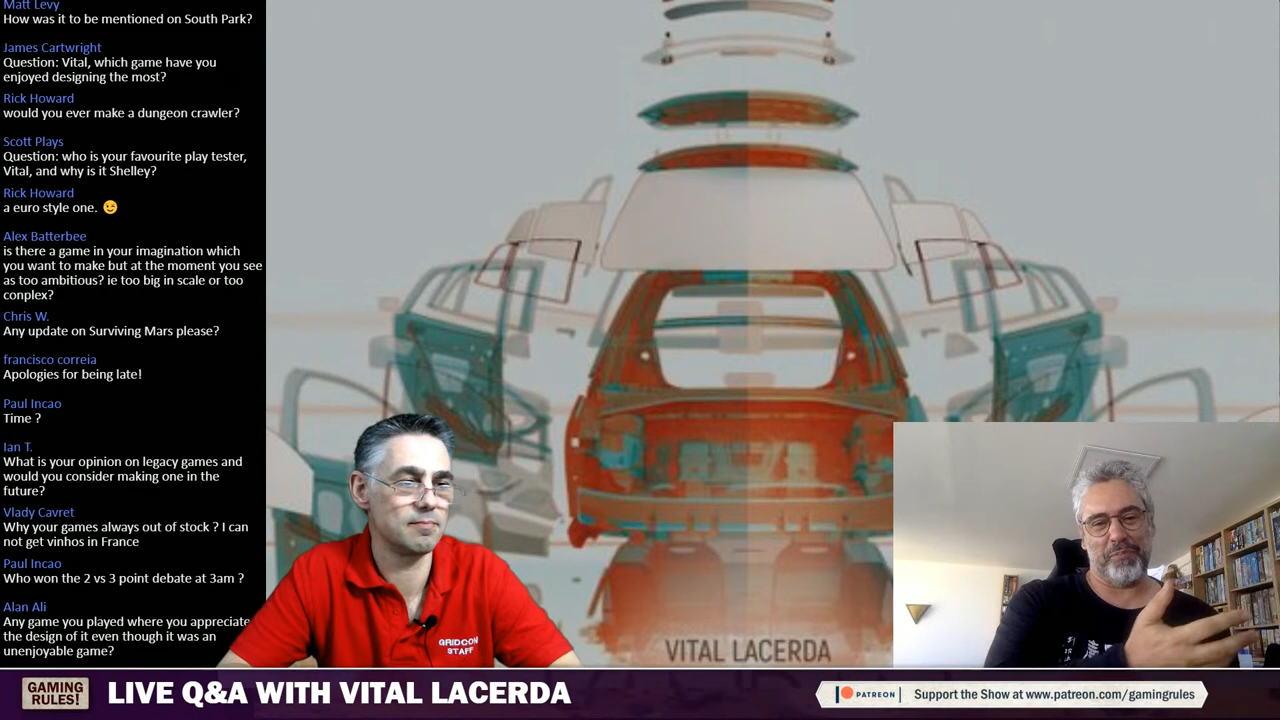 Matt Levy
How was it to be mentioned on South Park?
James Cartwright
Question: Vital, which game have you
enjoyed designing the most?
Rick Howard
would you ever make a dungeon crawler?
Scott Plays
Question: who is your favourite play tester,
Vital, and why is it Shelley?
Rick Howard
a euro style one. 😉
Alex Batterbee
is there a game in your imagination which
you want to make but at the moment you see
as too ambitious? ie too big in scale or too
conplex?
Chris W.
Any update on Surviving Mars please?
francisco correia
Apologies for being late!
Paul Incao
Time ?
Ian T.
What is your opinion on legacy games and
would you consider making one in the
future?
Vlady Cavret
Why your games always out of stock ? I can
not get vinhos in France
Paul Incao
Who won the 2 vs 3 point debate at 3am ?
Alan Ali
Any game you played where you appreciate
the design of it even though it was an
unenjoyable game?
GRIDCON
STAFF
VITAL LACERDA
GAMING
RULES!
LIVE Q&A WITH VITAL LACERDA
PATREON
Support the Show at www.patreon.com/gamingrules